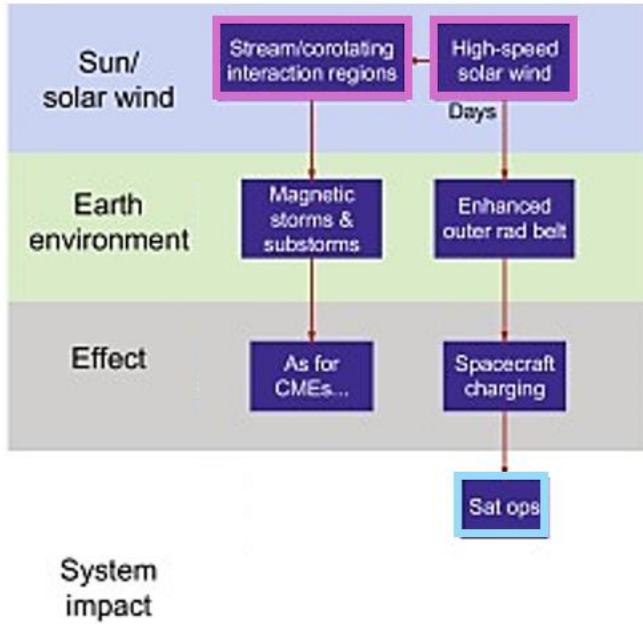 Sun/
solar wind
Stream/corotating
interaction regions
High-speed
solar wind
Days
Earth
environment
Magnetic
storms &
substorms
Enhanced
outer rad belt
Effect
As for
CMEs...
Spacecraft
charging
Sat ops
System
impact